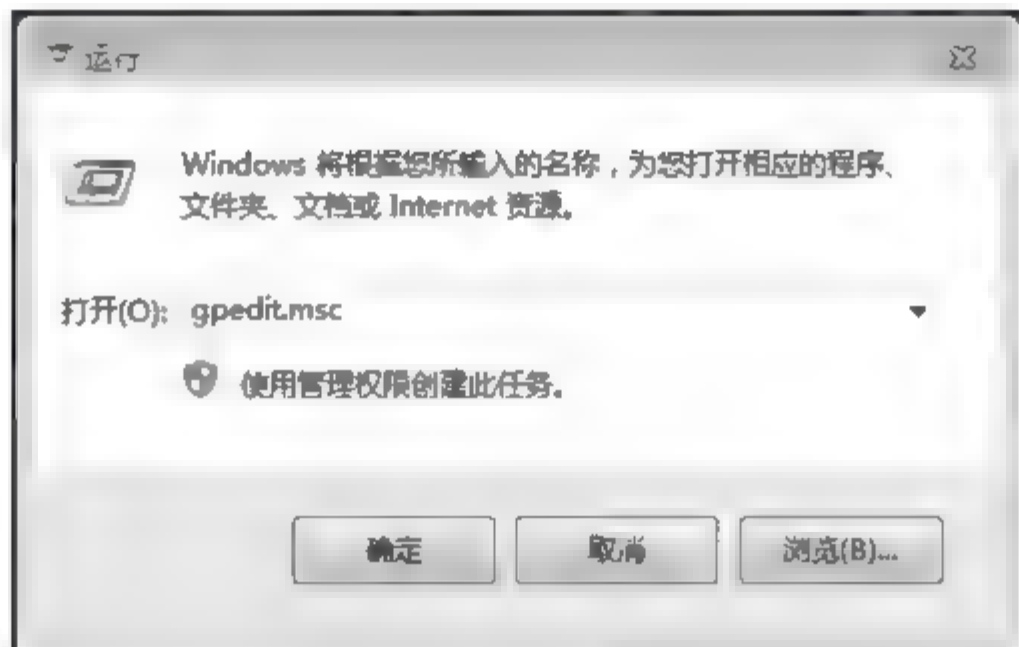 运行
Windows 将根据您所输入的名称，为您打开相应的程序、
文件夹、文档或 Internet 资源。
打开(O): gpedit.msc
使用管理权限创建此任务。
确定 取消 浏览(B)...